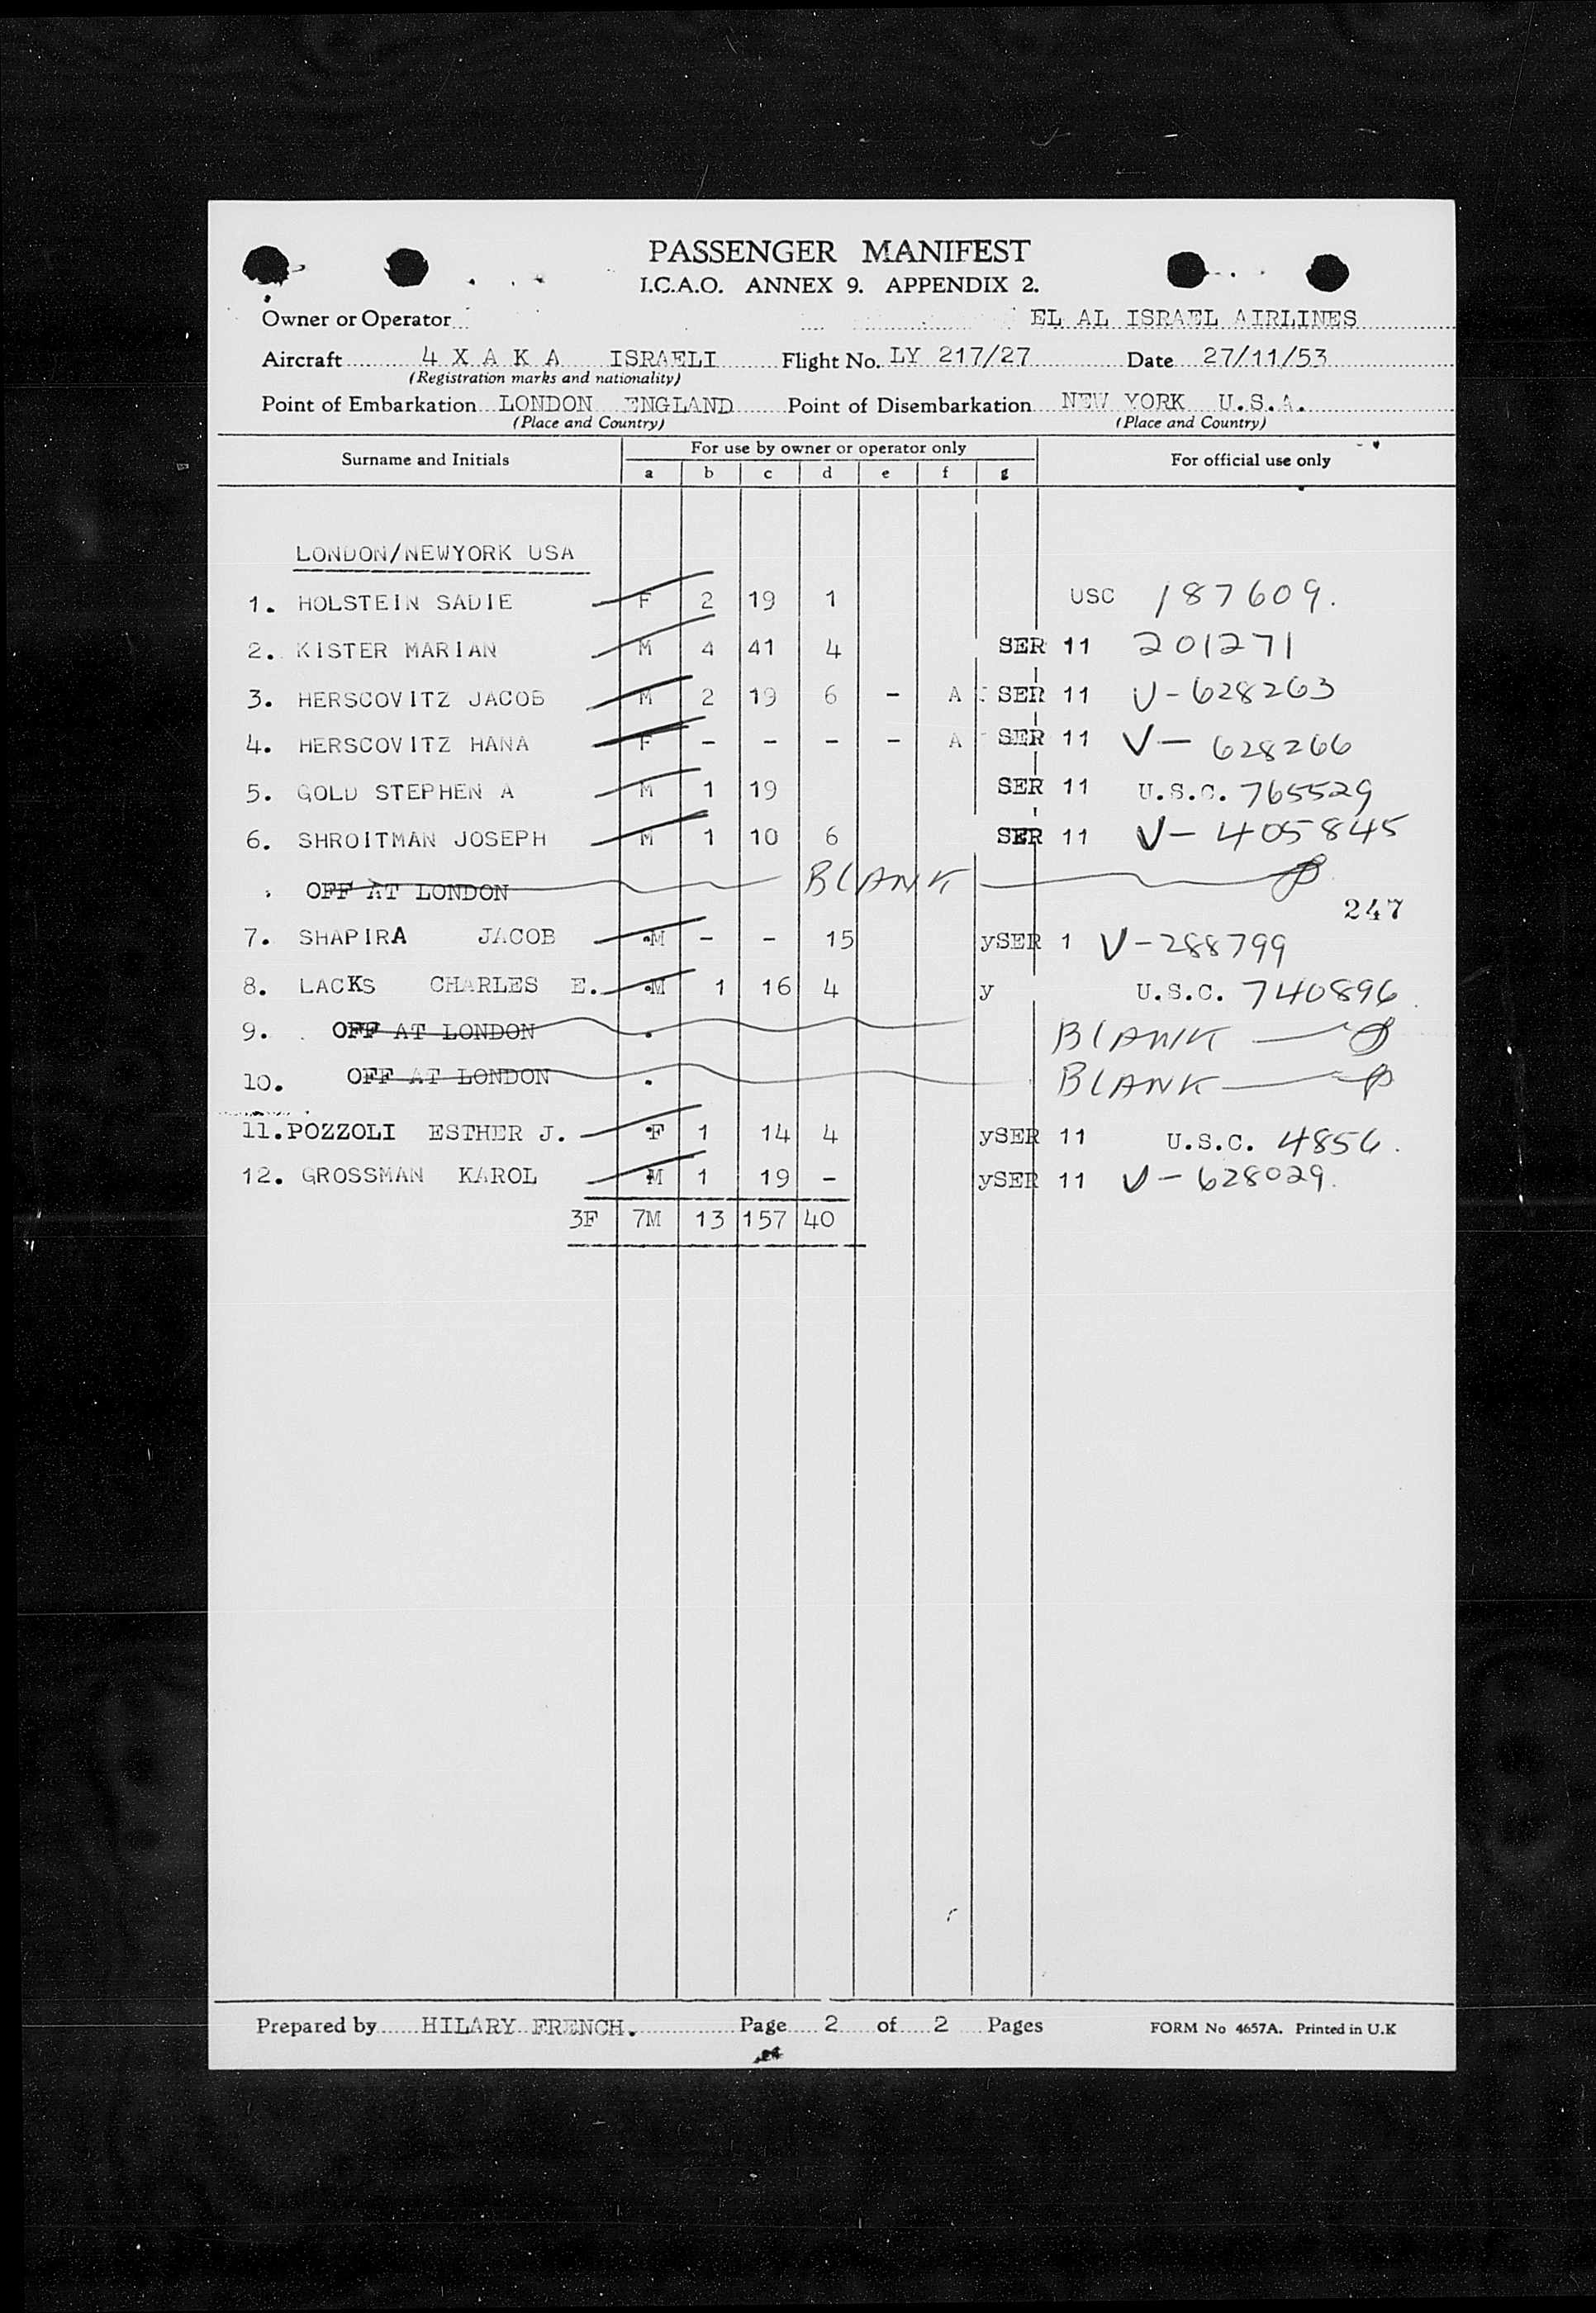 PASSENGER MANIFEST
I.C.A.O. ANNEX 9. APPENDIX 2.
Owner or Operator EL AL ISRAEL AIRLINES
Aircraft 4 X A K A ISRAELI Flight No. LY 217/27 Date 27/11/53
(Registration marks and nationality)
Point of Embarkation LONDON ENGLAND Point of Disembarkation NEW YORK U.S.A.
(Place and Country) (Place and Country)
Surname and Initials For use by owner or operator only For official use only
a b c d e f g
LONDON/NEWYORK USA
1. HOLSTEIN SADIE F 2 19 1 USC 187609.
2. KISTER MARIAN M 4 41 4 SER 11 201271
3. HERSCOVITZ JACOB M 2 19 6 - A SER 11 V-628263
4. HERSCOVITZ HANA F - - - - A SER 11 V- 628266
5. GOLD STEPHEN A M 1 19 SER 11 U.S.C. 765529
6. SHROITMAN JOSEPH M 1 10 6 SER 11 V- 405845
OFF AT LONDON BLANK
247
7. SHAPIRA JACOB M - - 15 ySER 1 V-288799
8. LACKS CHARLES E. M 1 16 4 y U.S.C. 740896
9. OFF AT LONDON BLANK
10. OFF AT LONDON BLANK
11. POZZOLI ESTHER J. F 1 14 4 ySER 11 U.S.C. 4856.
12. GROSSMAN KAROL M 1 19 - ySER 11 V-628029.
3F 7M 13 157 40
Prepared by HILARY FRENCH. Page 2 of 2 Pages FORM No 4657A. Printed in U.K